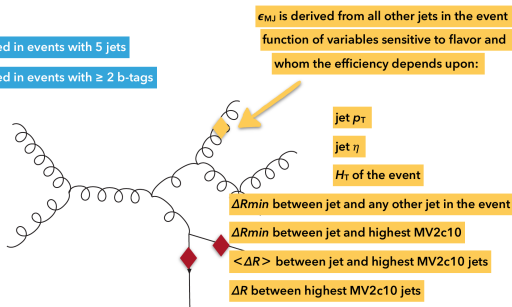 ϵMJ is derived from all other jets in the event
function of variables sensitive to flavor and
whom the efficiency depends upon:
ed in events with 5 jets
ed in events with ≥ 2 b-tags
jet pT
jet η
HT of the event
ΔRmin between jet and any other jet in the event
ΔRmin between jet and highest MV2c10
<ΔR> between jet and highest MV2c10 jets
ΔR between highest MV2c10 jets